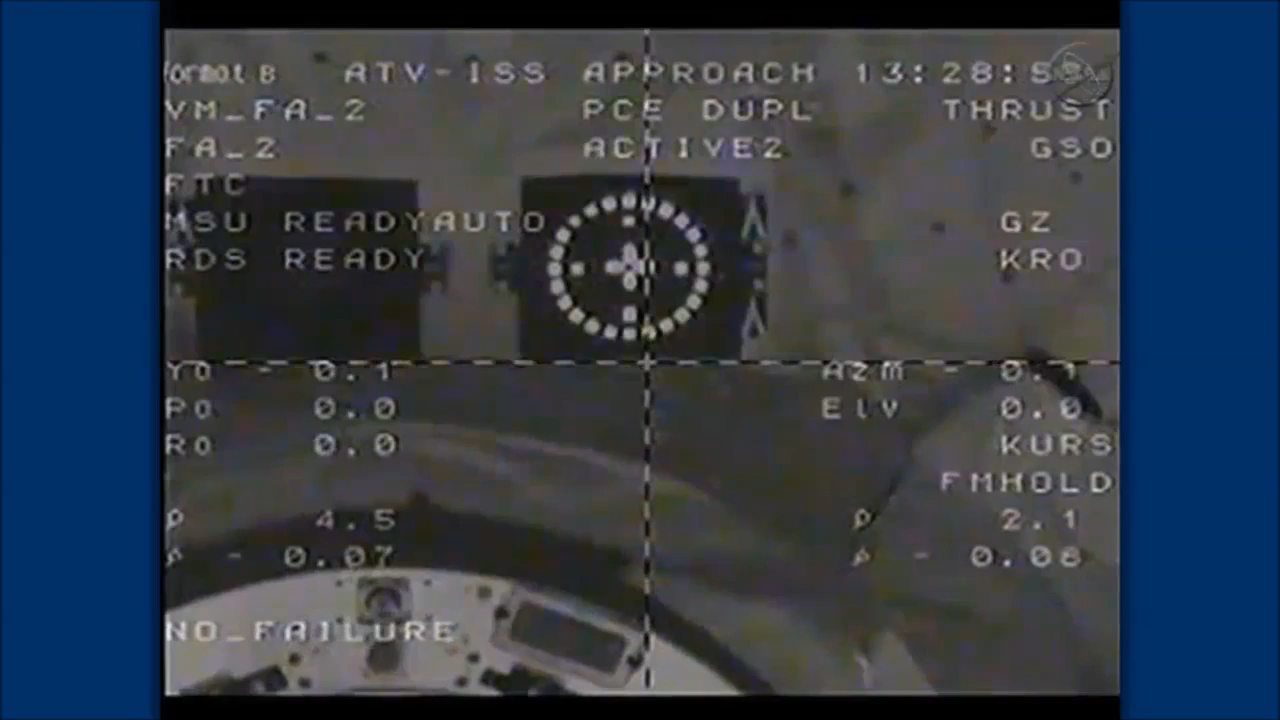 ATV-ISS APPROACH 13:28:5
VM_FA_2 PCE DUPL THRUST
FA_2 ACTIVE2 GSO
FTC
MSU READYAUTO GZ
RDS READY KRO
Y0 - 0.1 Azm - 0.1
P0 0.0 Elv 0.0
R0 0.0 KURS
FMHOLD
ρ 4.5 ρ 2.1
ρ̇ - 0.07 ρ̇ - 0.08
NO_FAILURE